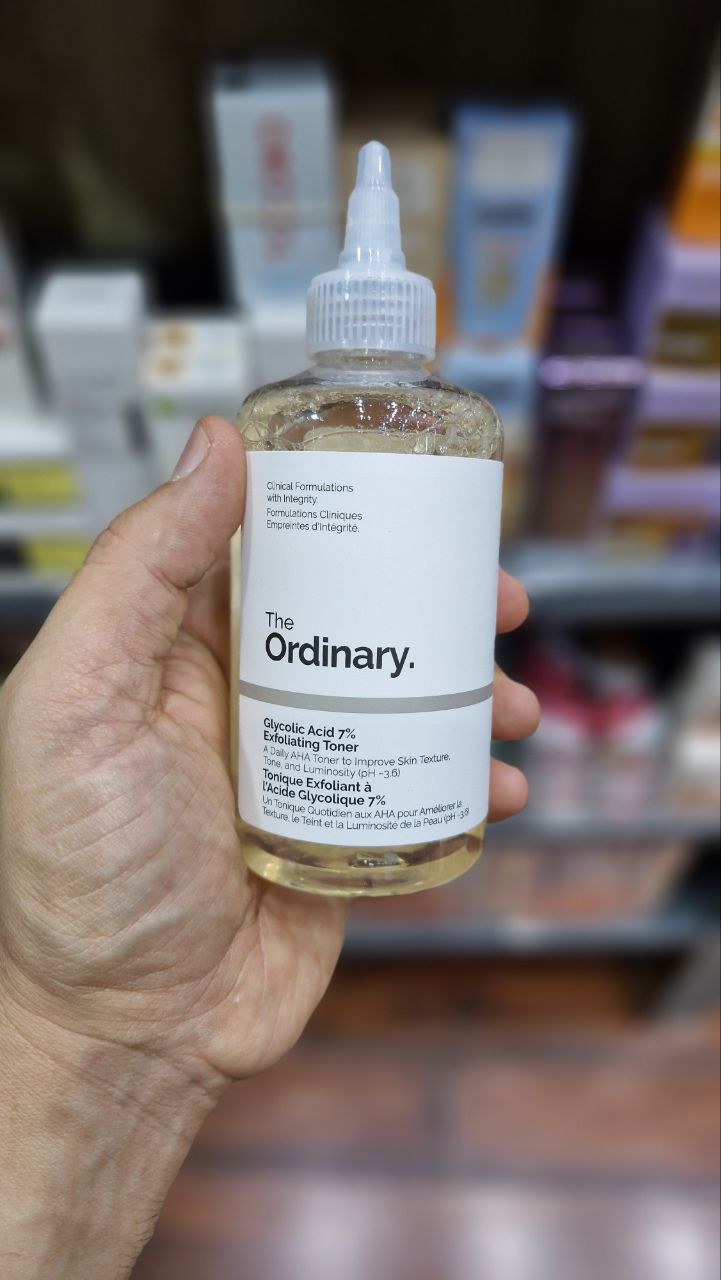 Clinical Formulations
with Integrity.
Formulations Cliniques
Empreintes d'Intégrité.
The
Ordinary.
Glycolic Acid 7%
Exfoliating Toner
A Daily AHA Toner to Improve Skin Texture,
Tone, and Luminosity (pH ~3.6)
Tonique Exfoliant à
l'Acide Glycolique 7%
Un Tonique Quotidien aux AHA pour Améliorer la
Texture, le Teint et la Luminosité de la Peau (pH ~3.6)